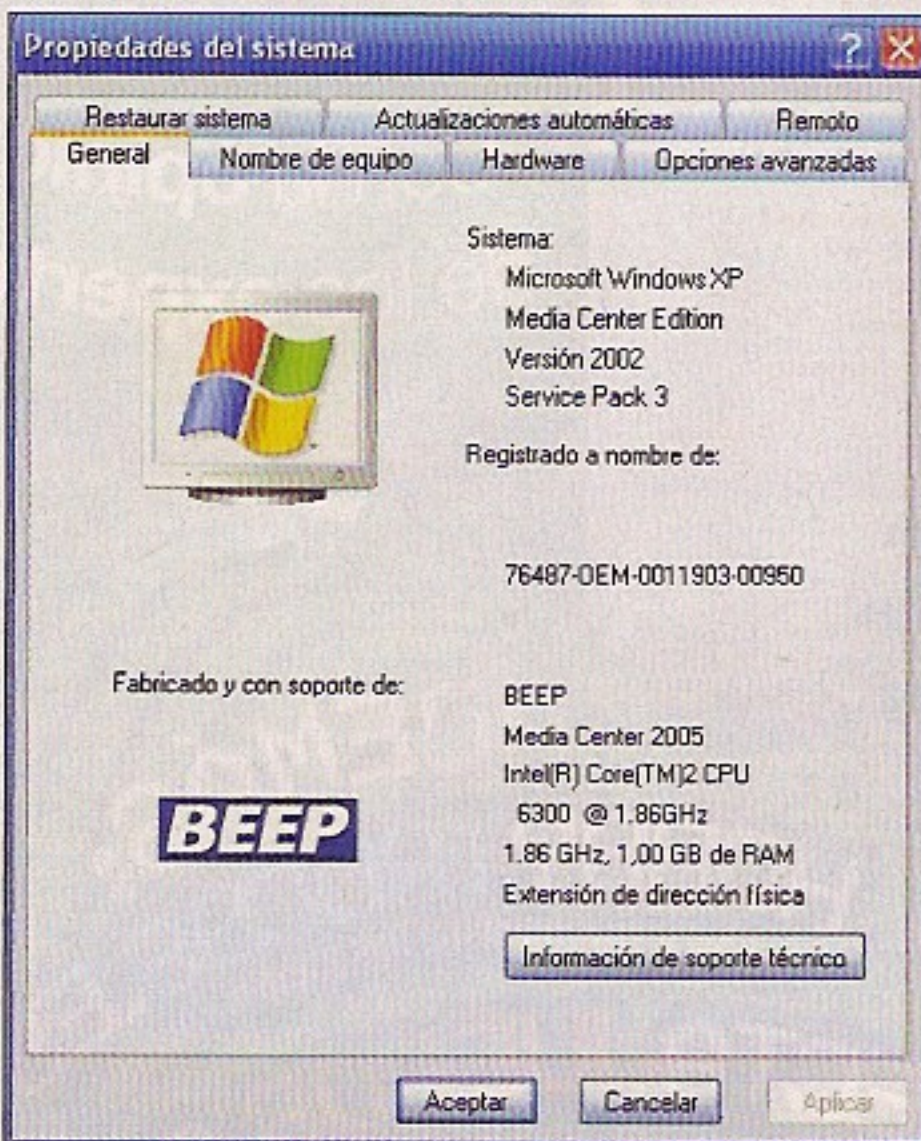 Propiedades del sistema
Restaurar sistema
Actualizaciones automáticas
Remoto
General
Nombre de equipo
Hardware
Opciones avanzadas
Sistema:
Microsoft Windows XP
Media Center Edition
Versión 2002
Service Pack 3
Registrado a nombre de:
76487-OEM-0011903-00950
Fabricado y con soporte de:
BEEP
Media Center 2005
Intel(R) Core(TM)2 CPU
6300 @ 1.86GHz
1.86 GHz, 1,00 GB de RAM
Extensión de dirección física
BEEP
Información de soporte técnico
Aceptar
Cancelar
Aplicar